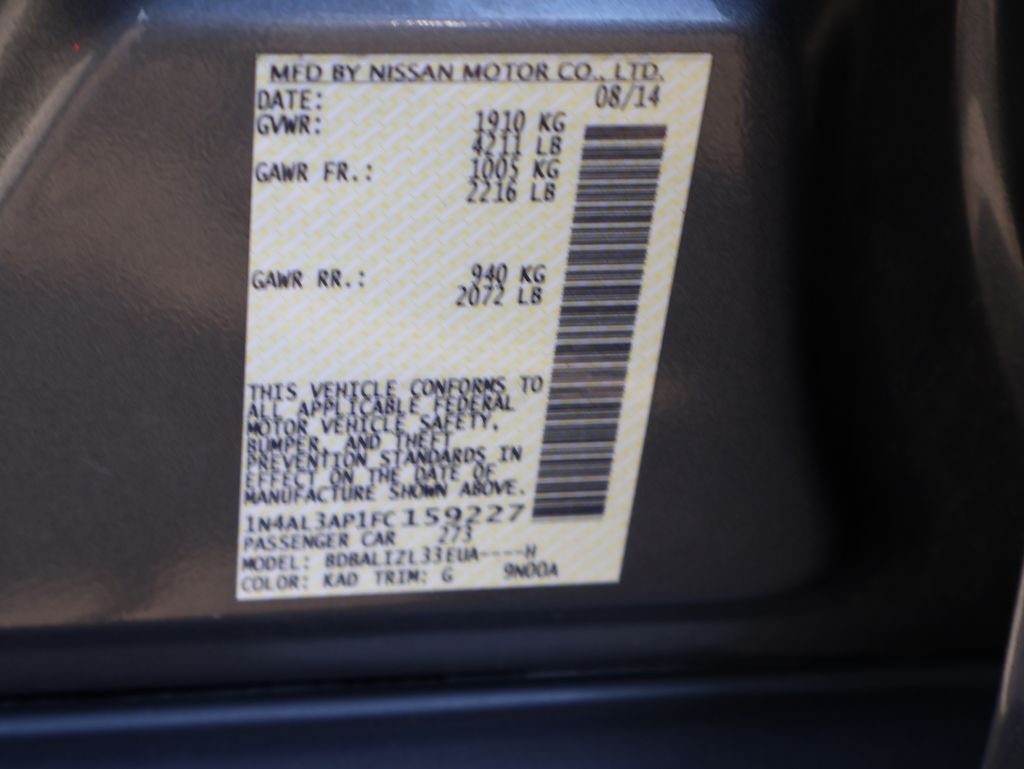 MFD BY NISSAN MOTOR CO., LTD.
DATE: 08/14
GVWR: 1910 KG
4211 LB
GAWR FR.: 1005 KG
2216 LB
GAWR RR.: 940 KG
2072 LB
THIS VEHICLE CONFORMS TO
ALL APPLICABLE FEDERAL
MOTOR VEHICLE SAFETY,
BUMPER, AND THEFT
PREVENTION STANDARDS IN
EFFECT ON THE DATE OF
MANUFACTURE SHOWN ABOVE.
1N4AL3AP1FC159227
PASSENGER CAR 273
MODEL: BDBALIZL33EUA----H
COLOR: KAD TRIM: G 9N00A